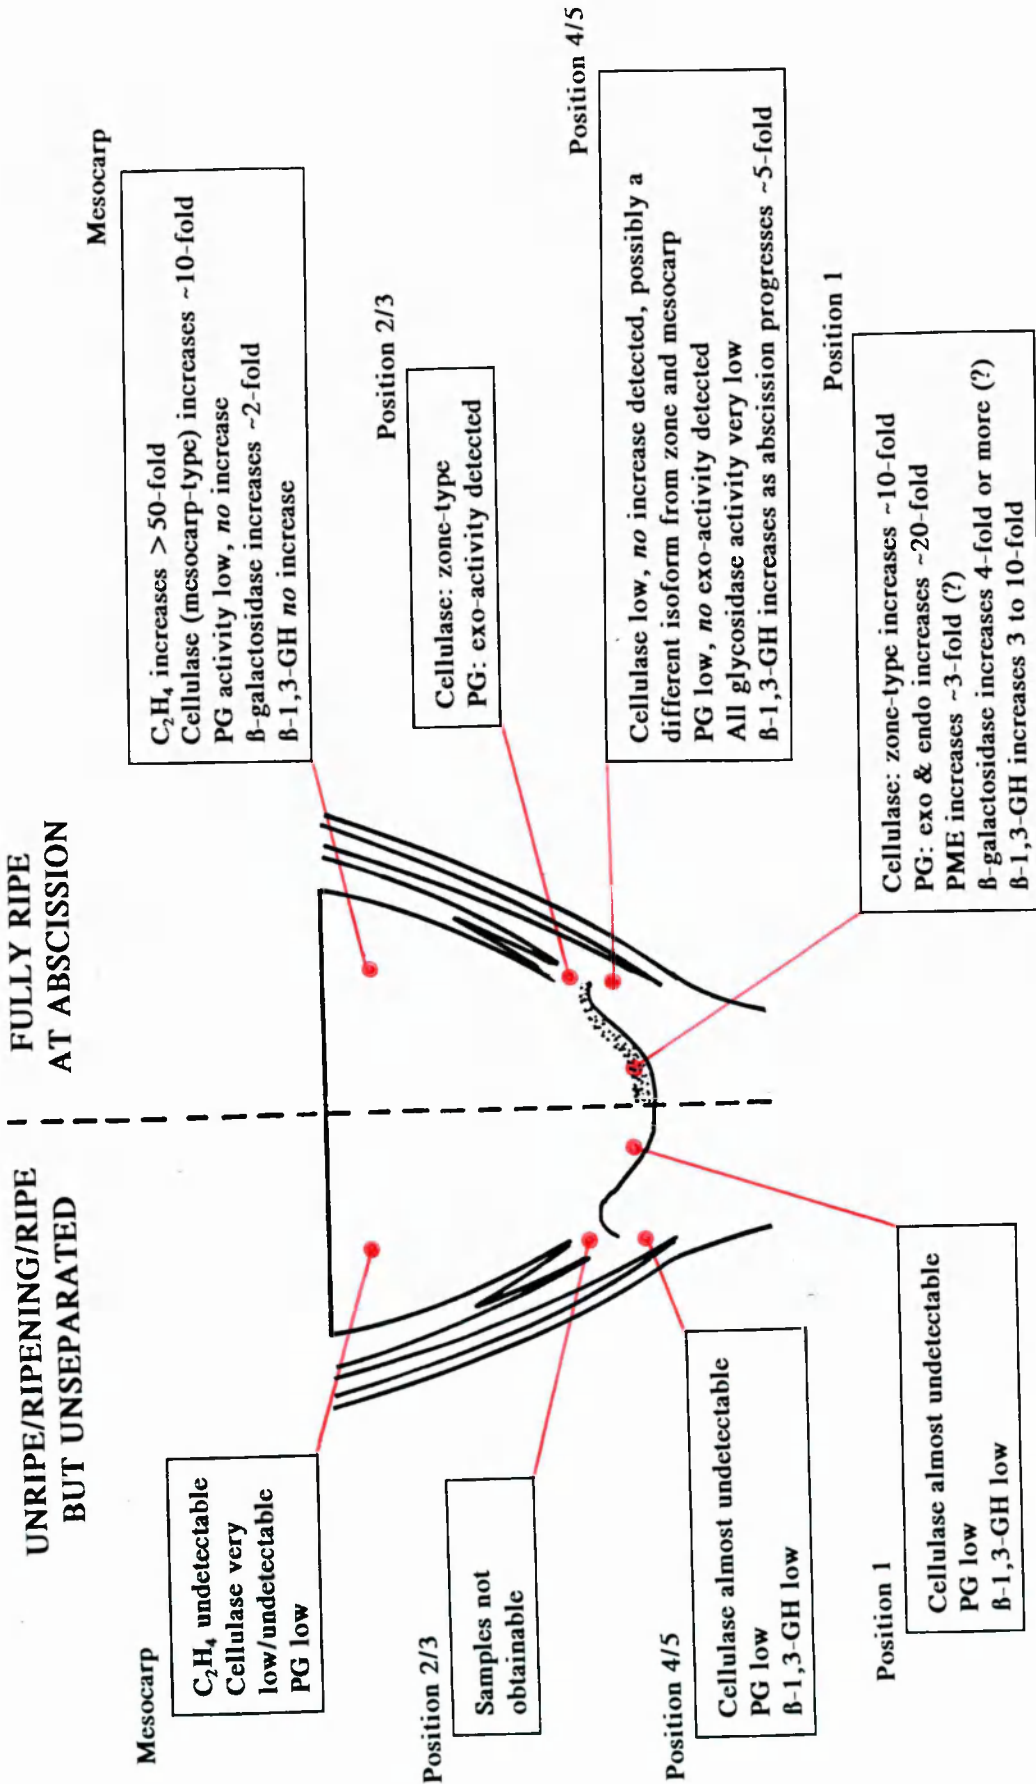 UNRIPE/RIPENING/RIPE
BUT UNSEPARATED
FULLY RIPE
AT ABSCISSION
Mesocarp
C₂H₄ undetectable
Cellulase very
low/undetectable
PG low
Position 2/3
Samples not
obtainable
Position 4/5
Cellulase almost undetectable
PG low
ß-1,3-GH low
Position 1
Cellulase almost undetectable
PG low
ß-1,3-GH low
Mesocarp
C₂H₄ increases > 50-fold
Cellulase (mesocarp-type) increases ~10-fold
PG activity low, no increase
ß-galactosidase increases ~2-fold
ß-1,3-GH no increase
Position 2/3
Cellulase: zone-type
PG: exo-activity detected
Position 4/5
Cellulase low, no increase detected, possibly a
different isoform from zone and mesocarp
PG low, no exo-activity detected
All glycosidase activity very low
ß-1,3-GH increases as abscission progresses ~5-fold
Position 1
Cellulase: zone-type increases ~10-fold
PG: exo & endo increases ~20-fold
PME increases ~3-fold (?)
ß-galactosidase increases 4-fold or more (?)
ß-1,3-GH increases 3 to 10-fold